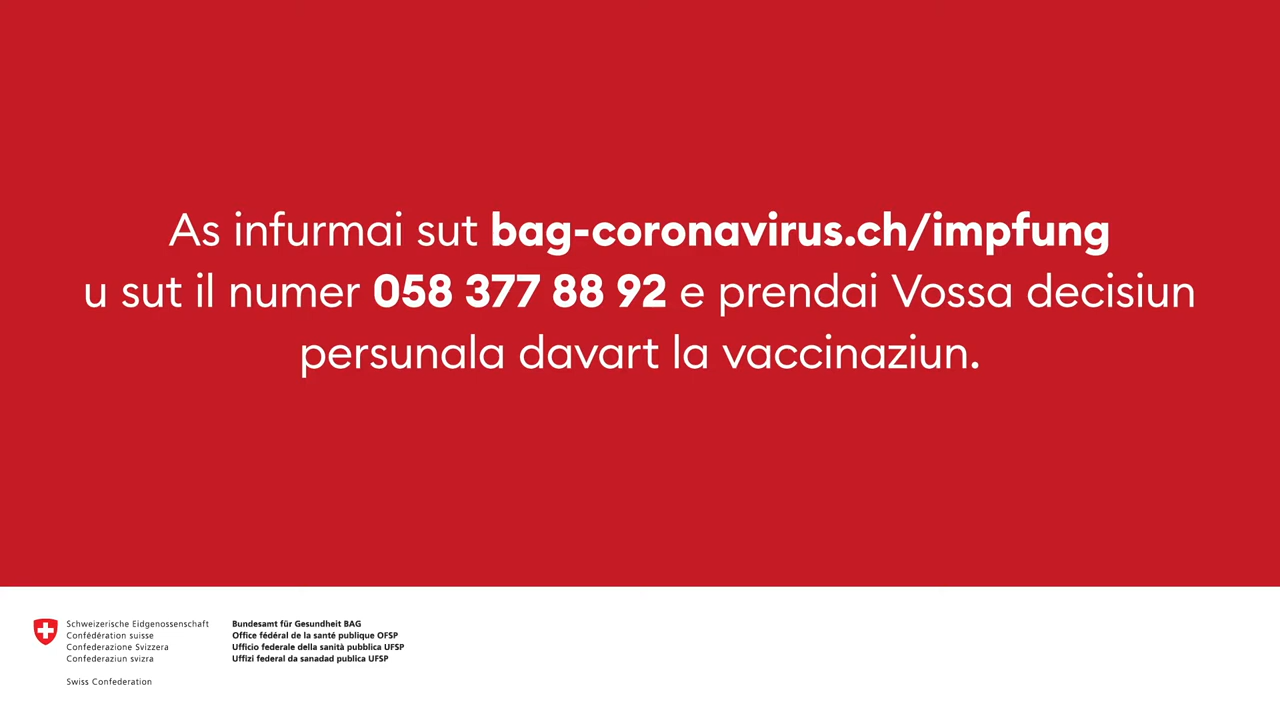 As infurmai sut bag-coronavirus.ch/impfung
u sut il numer 058 377 88 92 e prendai Vossa decisiun
persunala davart la vaccinaziun.
Schweizerische Eidgenossenschaft
Confédération suisse
Confederazione Svizzera
Confederaziun svizra
Swiss Confederation
Bundesamt für Gesundheit BAG
Office fédéral de la santé publique OFSP
Ufficio federale della sanità pubblica UFSP
Uffizi federal da sanadad publica UFSP